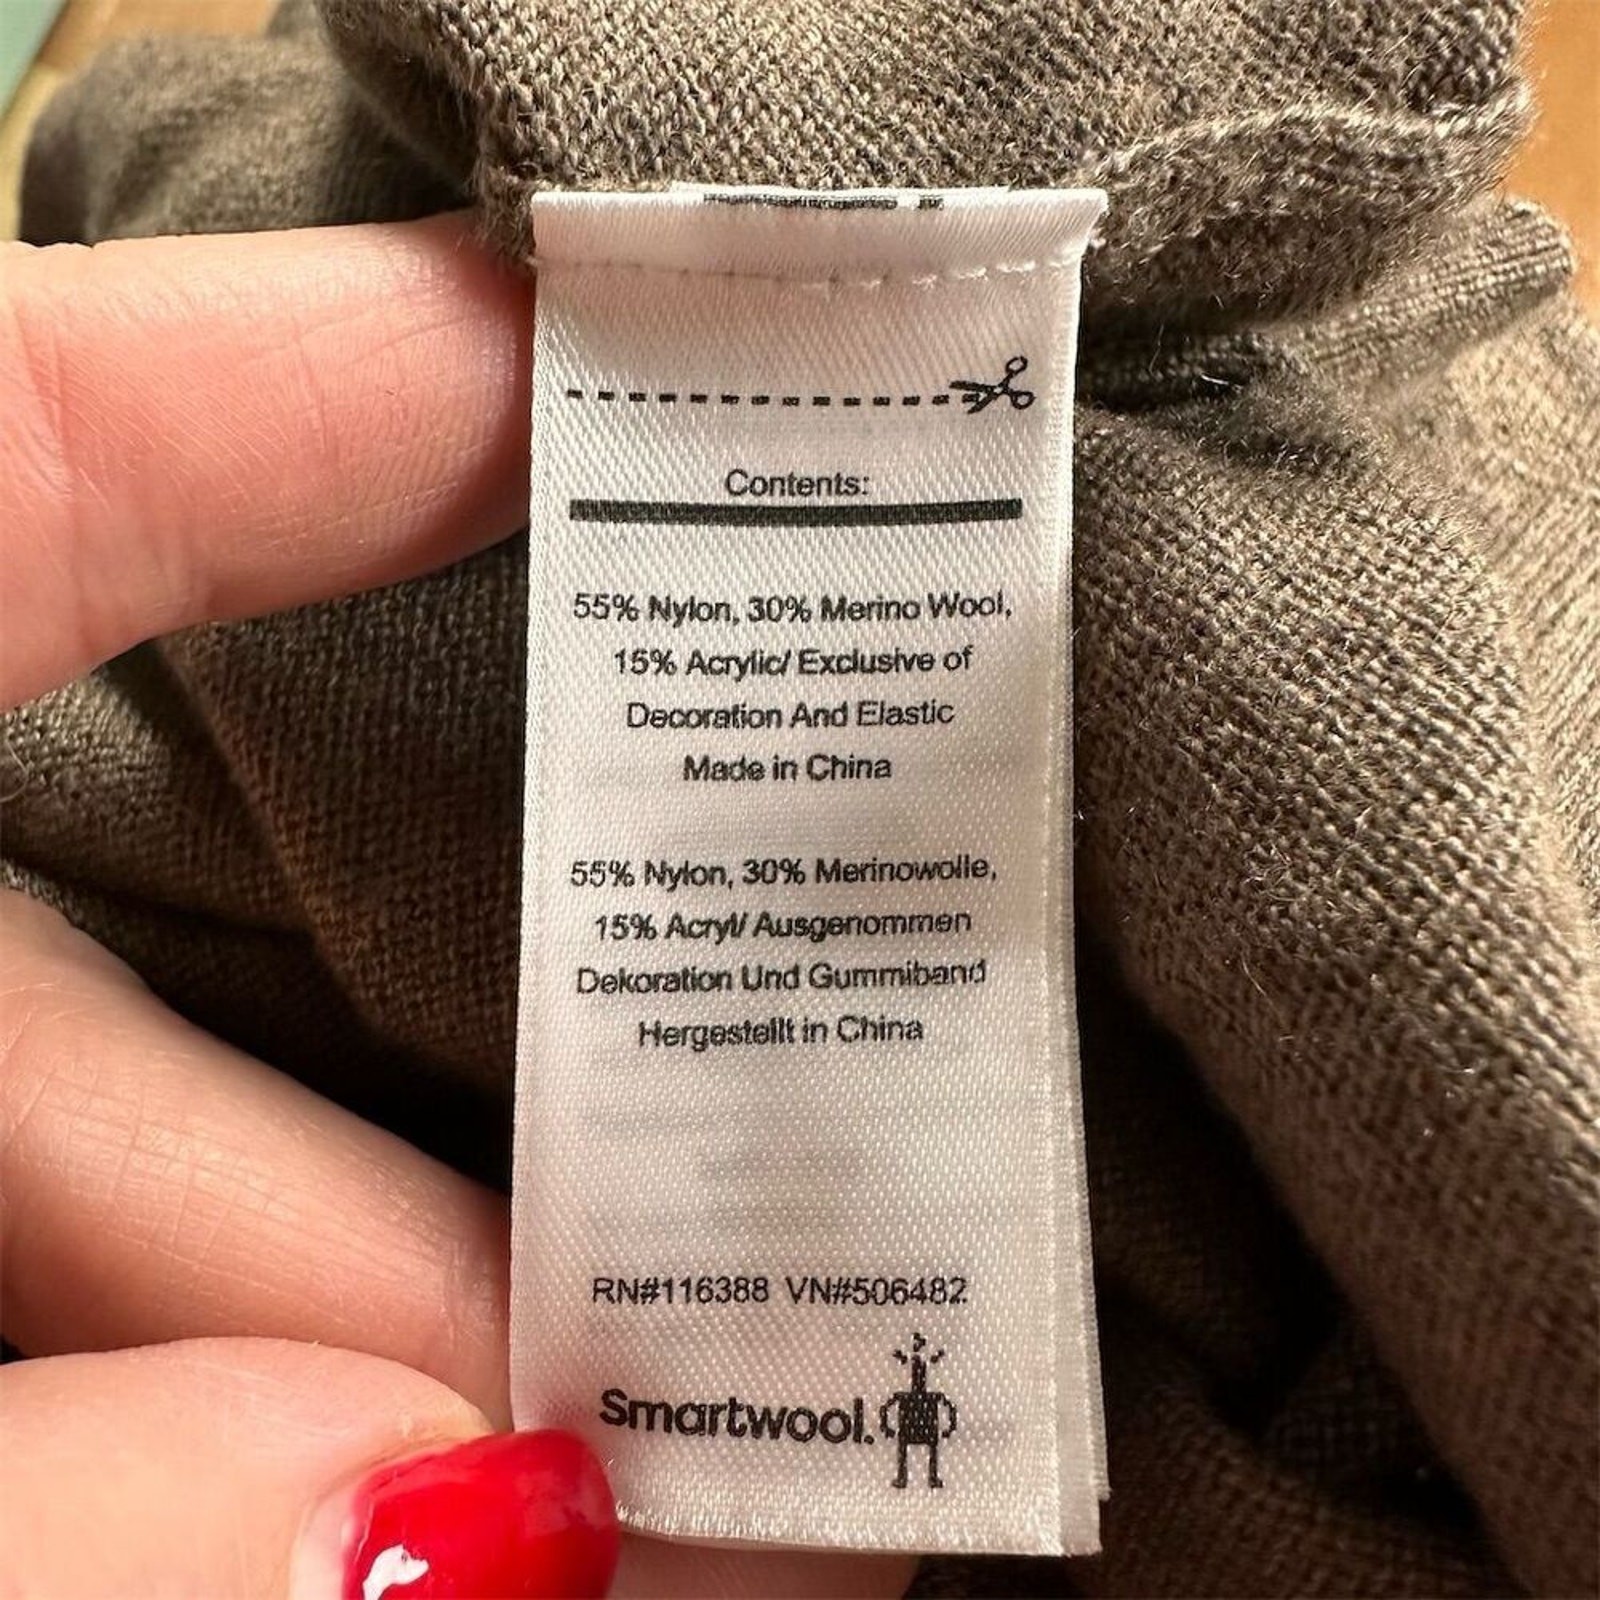 Contents:
55% Nylon, 30% Merino Wool,
15% Acrylic/ Exclusive of
Decoration And Elastic
Made in China
55% Nylon, 30% Merinowolle,
15% Acryl/ Ausgenommen
Dekoration Und Gummiband
Hergestellt in China
RN#116388 VN#506482
Smartwool.